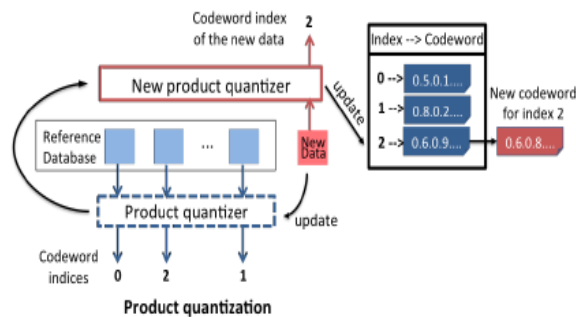 Codeword index
of the new data
2
New product quantizer
update
Index --> Codeword
0 --> 0.5.0.1....
1 --> 0.8.0.2....
2 --> 0.6.0.9....
New codeword
for index 2
0.6.0.8....
Reference
Database
...
New
Data
Product quantizer
update
Codeword
indices
0 2 1
Product quantization